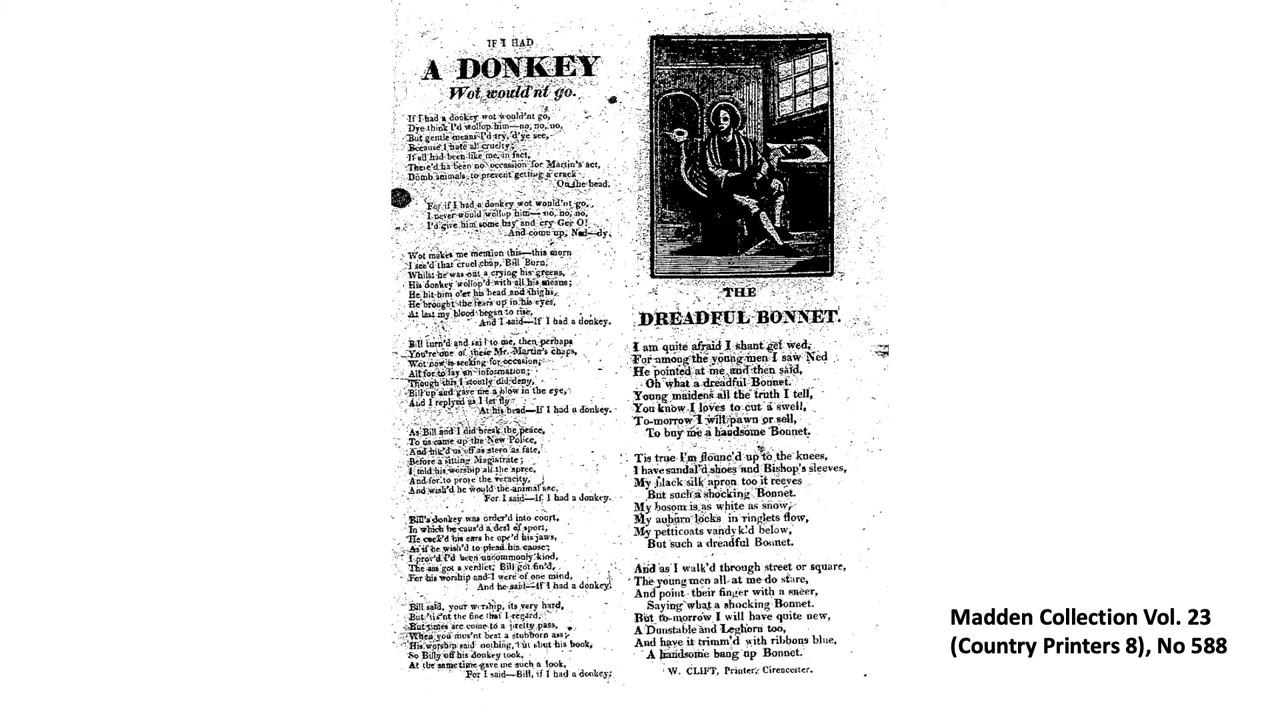 IF I HAD
A DONKEY
Wot would'nt go.
If I had a donkey wot would'nt go,
Dye think I'd wollop him—no, no, no,
But gentle means I'd try, d'ye see,
Because I hate all cruelty;
If all had been like me, in fact,
There'd ha been no occassion for Martin's act,
Domb animals to prevent getting a crack
On the head.
For if I had a donkey wot would'nt go,
I never would wollop him—no, no, no,
I'd give him some hay and cry Gee O!
And come up, Ned—dy.
Wot makes me mention this—this morn
I see'd that cruel chap, Bill Burn,
Whilst he was out a crying his greens,
His donkey wollop'd with all his means;
He hit him o'er his head and thighs,
He brought the tears up in his eyes,
At last my blood began to rise,
And I said—If I had a donkey.
Bill turn'd and said to me, then perhaps
You're one of these Mr. Martin's chaps,
Wot now is seeking for occasion,
All for to lay an information;
Though this I stoutly did deny,
Bill up and gave me a blow in the eye,
And I replyed as I let fly
At his head—If I had a donkey.
As Bill and I did break the peace,
To us came up the New Police,
And hik'd us off as stern as fate,
Before a sitting Magistrate;
I told his worship all the spree,
And for to prove the veracity,
And wish'd he would the animal see,
For I said—If I had a donkey.
Bill's donkey was order'd into court,
In which he caus'd a deal of sport,
He cock'd his ears he ope'd his jaws,
As if he wish'd to plead his cause;
I prov'd I'd been uncommonly kind,
The ass got a verdict; Bill got fin'd,
For his worship and I were of one mind,
And he said—If I had a donkey,
Bill said, your worship, its very hard,
But 'tis'nt the fine that I regard,
But times are come to a pretty pass,
When you mus'nt beat a stubborn ass;
His worship said nothing, but shut his book,
So Billy off his donkey took,
At the same time gave me such a look,
For I said—Bill, if I had a donkey;
THE
DREADFUL BONNET.
I am quite afraid I shant get wed,
For among the young men I saw Ned
He pointed at me and then said,
Oh what a dreadful Bonnet.
Young maidens all the truth I tell,
You know I loves to cut a swell,
To-morrow I will pawn or sell,
To buy me a handsome Bonnet.
Tis true I'm flounc'd up to the knees,
I have sandal'd shoes and Bishop's sleeves,
My black silk apron too it reeves
But such a shocking Bonnet.
My bosom is as white as snow,
My auburn locks in ringlets flow,
My petticoats vandyk'd below,
But such a dreadful Bonnet.
And as I walk'd through street or square,
The young men all at me do stare,
And point their finger with a sneer,
Saying what a shocking Bonnet.
But to-morrow I will have quite new,
A Dunstable and Leghorn too,
And have it trimm'd with ribbons blue,
A handsome bang up Bonnet.
W. CLIFT, Printer, Cirencester.
Madden Collection Vol. 23
(Country Printers 8), No 588